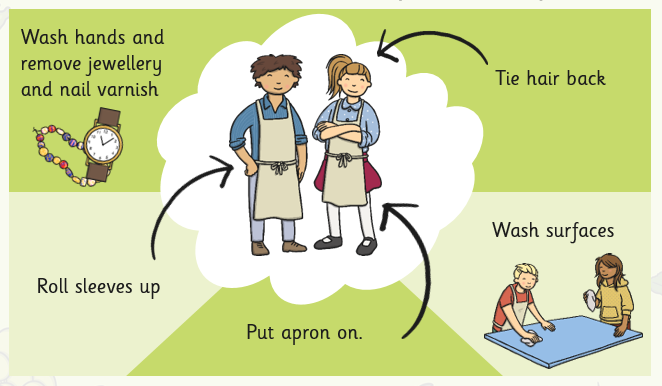 Wash hands and
remove jewellery
and nail varnish
Tie hair back
Roll sleeves up
Put apron on.
Wash surfaces